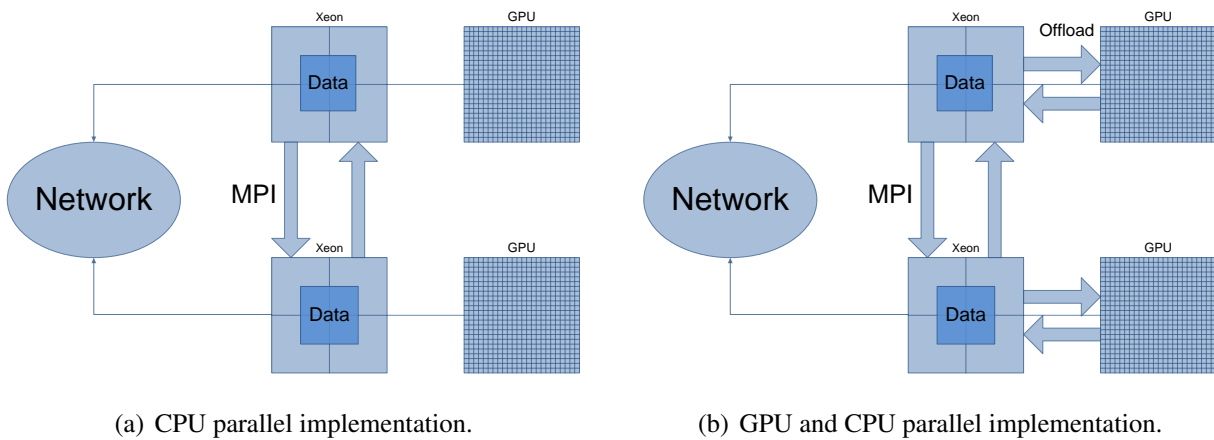 Xeon
GPU
Data
Network
MPI
Xeon
GPU
Data
(a) CPU parallel implementation.
Xeon
GPU
Offload
Data
Network
MPI
Xeon
GPU
Data
(b) GPU and CPU parallel implementation.